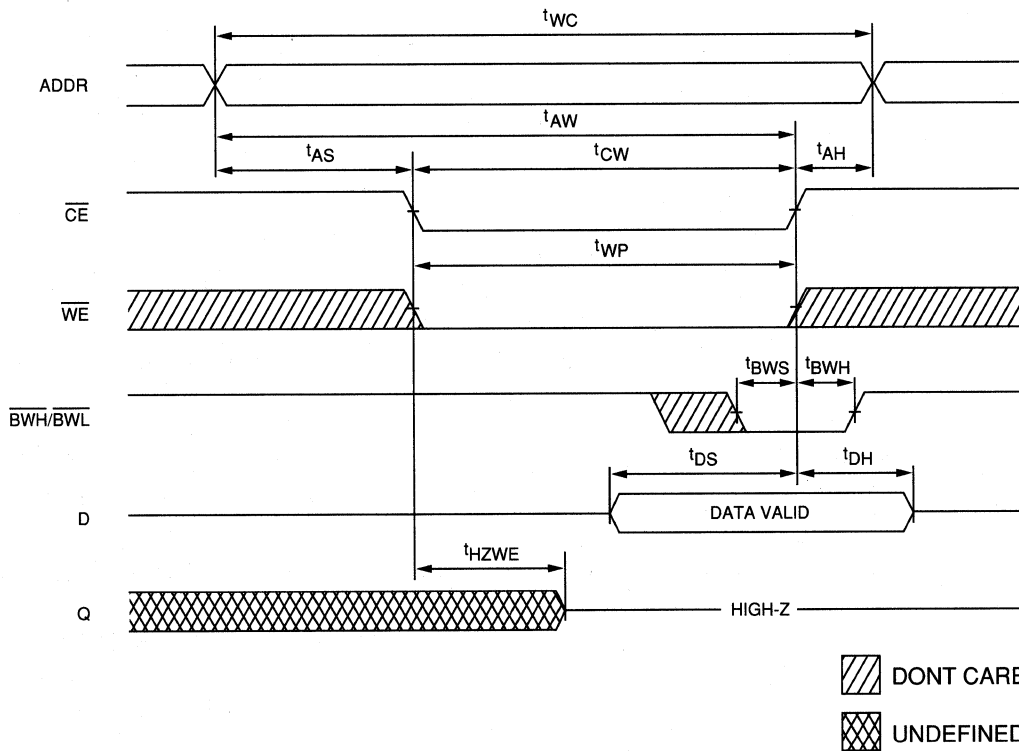 tWC
ADDR
tAW
tAS tCW tAH
CE
tWP
WE
tBWS tBWH
BWH/BWL
tDS tDH
D DATA VALID
tHZWE
Q HIGH-Z
DONT CARE
UNDEFINED